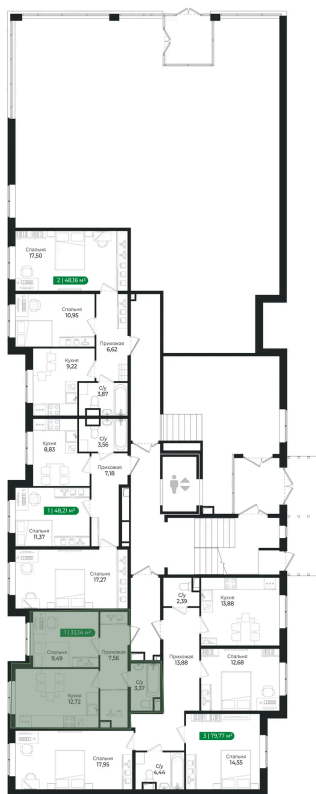 Спальня
17,50
2 | 48,16 м²
10,95
Спальня
Прихожая
6,62
Кухня
9,22
С/у
3,87
С/у
3,56
Кухня
8,83
Прихожая
7,18
1 | 48,21 м²
Спальня
11,37
Спальня
17,27
С/у
2,39
Кухня
13,88
1 | 33,14 м²
Спальня
9,49
Прихожая
7,56
Прихожая
13,88
Спальня
12,68
С/у
3,37
Кухня
12,72
3 | 79,77 м²
Спальня
14,55
Спальня
17,95
С/у
4,44